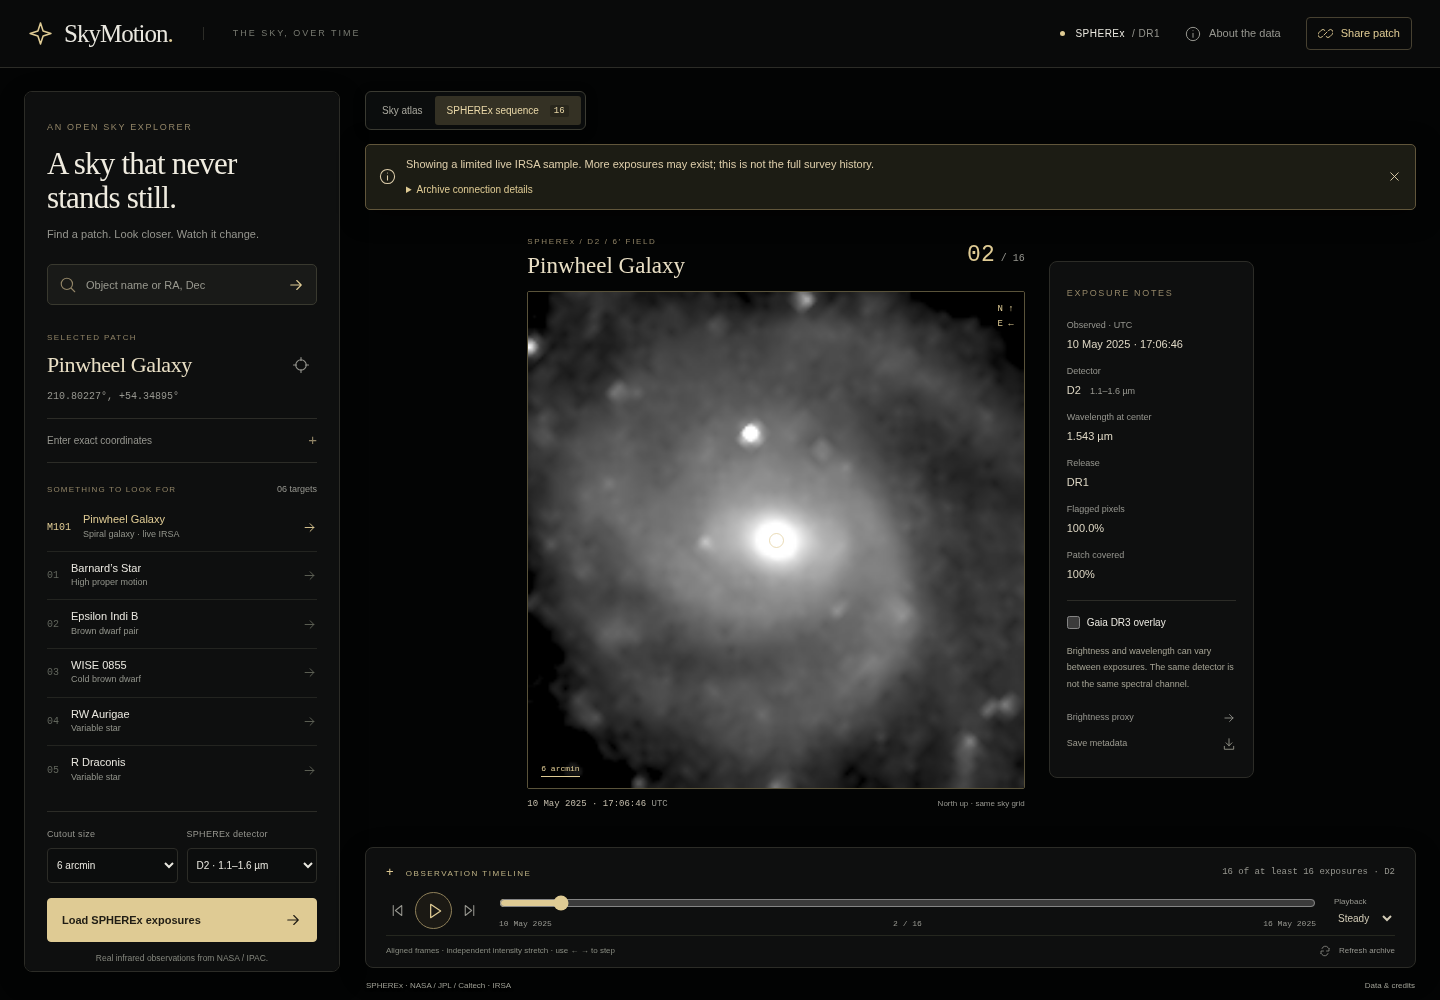 SkyMotion.
THE SKY, OVER TIME
SPHEREx / DR1
About the data
Share patch
AN OPEN SKY EXPLORER
A sky that never
stands still.
Find a patch. Look closer. Watch it change.
Object name or RA, Dec
SELECTED PATCH
Pinwheel Galaxy
210.80227°, +54.34895°
Enter exact coordinates +
SOMETHING TO LOOK FOR 06 targets
M101 Pinwheel Galaxy
Spiral galaxy · live IRSA
01 Barnard's Star
High proper motion
02 Epsilon Indi B
Brown dwarf pair
03 WISE 0855
Cold brown dwarf
04 RW Aurigae
Variable star
05 R Draconis
Variable star
Cutout size SPHEREx detector
6 arcmin D2 · 1.1–1.6 µm
Load SPHEREx exposures
Real infrared observations from NASA / IPAC.
Sky atlas SPHEREx sequence 16
Showing a limited live IRSA sample. More exposures may exist; this is not the full survey history.
Archive connection details
SPHEREx / D2 / 6' FIELD
Pinwheel Galaxy
02 / 16
N ↑
E ←
6 arcmin
10 May 2025 · 17:06:46 UTC
North up · same sky grid
EXPOSURE NOTES
Observed · UTC
10 May 2025 · 17:06:46
Detector
D2 1.1–1.6 µm
Wavelength at center
1.543 µm
Release
DR1
Flagged pixels
100.0%
Patch covered
100%
Gaia DR3 overlay
Brightness and wavelength can vary
between exposures. The same detector is
not the same spectral channel.
Brightness proxy
Save metadata
+ OBSERVATION TIMELINE
16 of at least 16 exposures · D2
10 May 2025 2 / 16 16 May 2025
Playback
Steady
Aligned frames · independent intensity stretch · use ← → to step
Refresh archive
SPHEREx · NASA / JPL / Caltech · IRSA
Data & credits